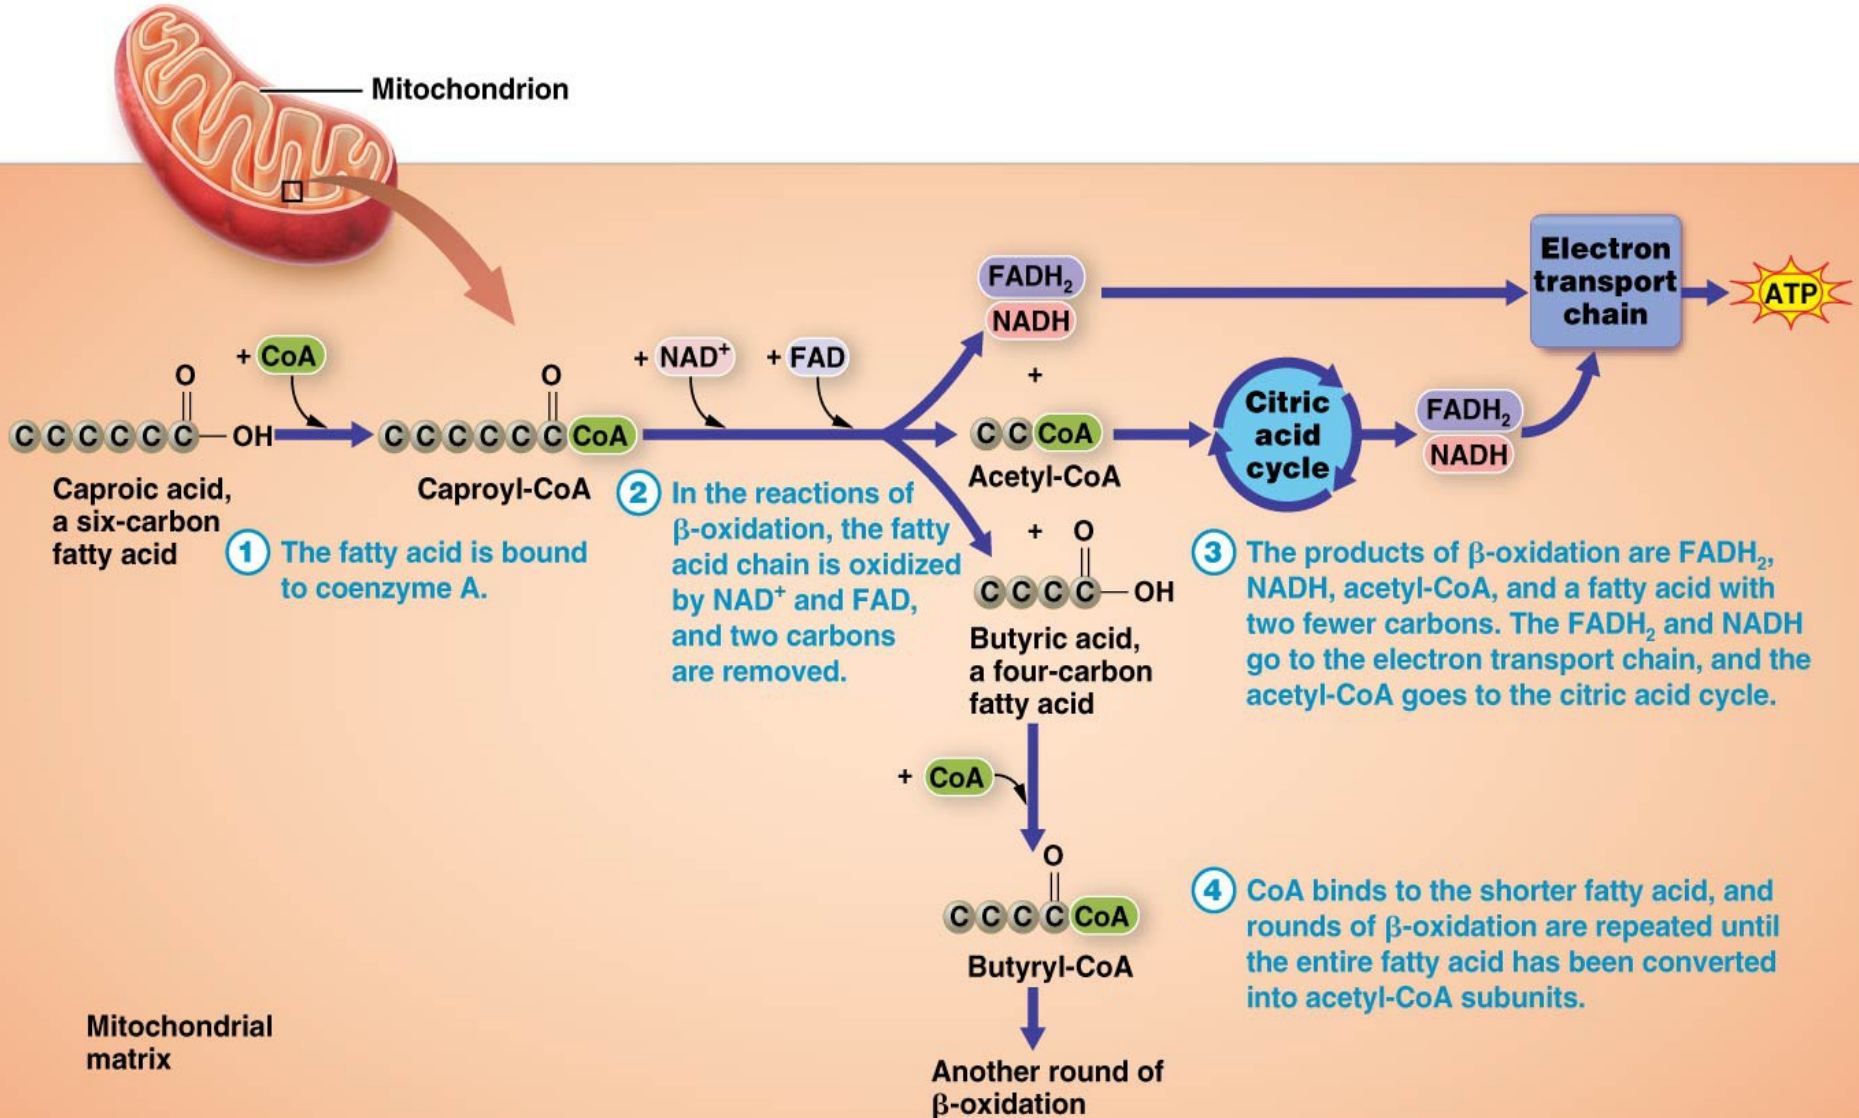 Mitochondrion
Electron
transport
chain
ATP
FADH₂
NADH
+ CoA
+ NAD⁺
+ FAD
+
O
O
C C C C C C — OH
C C C C C C CoA
C C CoA
Citric
acid
cycle
FADH₂
NADH
Caproic acid,
a six-carbon
fatty acid
Caproyl-CoA
Acetyl-CoA
1 The fatty acid is bound
to coenzyme A.
2 In the reactions of
β-oxidation, the fatty
acid chain is oxidized
by NAD⁺ and FAD,
and two carbons
are removed.
+
O
C C C C — OH
Butyric acid,
a four-carbon
fatty acid
3 The products of β-oxidation are FADH₂,
NADH, acetyl-CoA, and a fatty acid with
two fewer carbons. The FADH₂ and NADH
go to the electron transport chain, and the
acetyl-CoA goes to the citric acid cycle.
+ CoA
O
C C C C CoA
Butyryl-CoA
4 CoA binds to the shorter fatty acid, and
rounds of β-oxidation are repeated until
the entire fatty acid has been converted
into acetyl-CoA subunits.
Mitochondrial
matrix
Another round of
β-oxidation